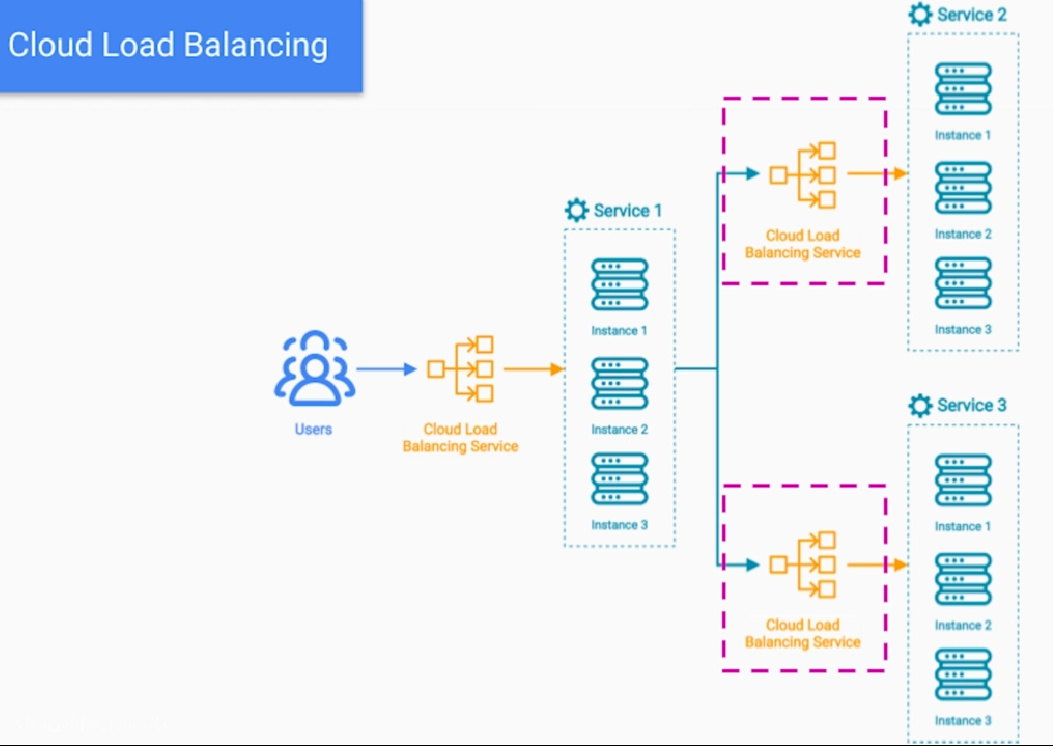 Cloud Load Balancing
Users
Cloud Load
Balancing Service
Service 1
Instance 1
Instance 2
Instance 3
Cloud Load
Balancing Service
Service 2
Instance 1
Instance 2
Instance 3
Cloud Load
Balancing Service
Service 3
Instance 1
Instance 2
Instance 3